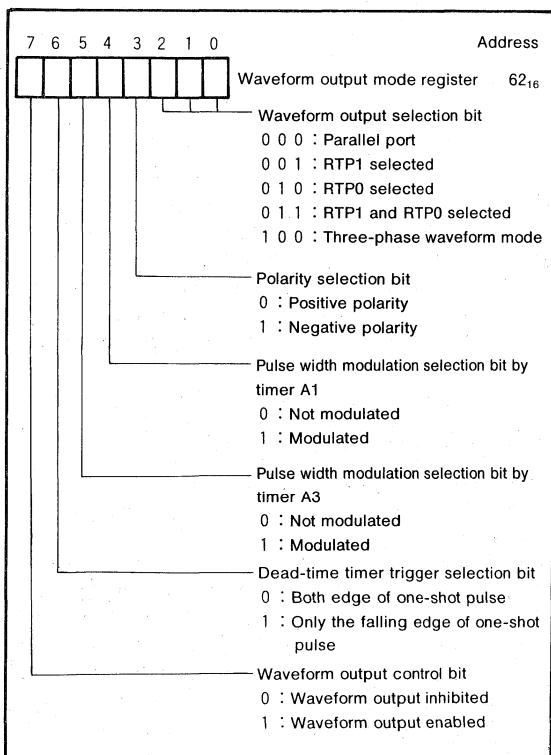 7 6 5 4 3 2 1 0 Address
Waveform output mode register 62₁₆
Waveform output selection bit
0 0 0 : Parallel port
0 0 1 : RTP1 selected
0 1 0 : RTP0 selected
0 1 1 : RTP1 and RTP0 selected
1 0 0 : Three-phase waveform mode
Polarity selection bit
0 : Positive polarity
1 : Negative polarity
Pulse width modulation selection bit by
timer A1
0 : Not modulated
1 : Modulated
Pulse width modulation selection bit by
timer A3
0 : Not modulated
1 : Modulated
Dead-time timer trigger selection bit
0 : Both edge of one-shot pulse
1 : Only the falling edge of one-shot
pulse
Waveform output control bit
0 : Waveform output inhibited
1 : Waveform output enabled